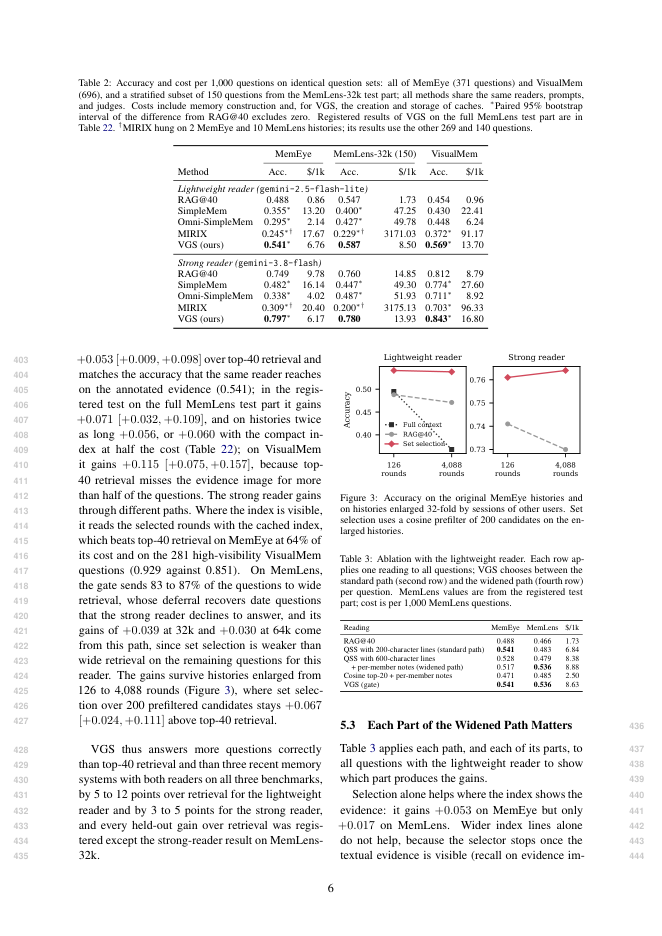 Table 2: Accuracy and cost per 1,000 questions on identical question sets: all of MemEye (371 questions) and VisualMem
(696), and a stratified subset of 150 questions from the MemLens-32k test part; all methods share the same readers, prompts,
and judges. Costs include memory construction and, for VGS, the creation and storage of caches. *Paired 95% bootstrap
interval of the difference from RAG@40 excludes zero. Registered results of VGS on the full MemLens test part are in
Table 22. †MIRIX hung on 2 MemEye and 10 MemLens histories; its results use the other 269 and 140 questions.
MemEye MemLens-32k (150) VisualMem
Method Acc. $/1k Acc. $/1k Acc. $/1k
Lightweight reader (gemini-2.5-flash-lite)
RAG@40 0.488 0.86 0.547 1.73 0.454 0.96
SimpleMem 0.355* 13.20 0.400* 47.25 0.430 22.41
Omni-SimpleMem 0.295* 2.14 0.427* 49.78 0.448 6.24
MIRIX 0.245*† 17.67 0.229*† 3171.03 0.372* 91.17
VGS (ours) 0.541* 6.76 0.587 8.50 0.569* 13.70
Strong reader (gemini-3.8-flash)
RAG@40 0.749 9.78 0.760 14.85 0.812 8.79
SimpleMem 0.482* 16.14 0.447* 49.30 0.774* 27.60
Omni-SimpleMem 0.338* 4.02 0.487* 51.93 0.711* 8.92
MIRIX 0.309*† 20.40 0.200*† 3175.13 0.703* 96.33
VGS (ours) 0.797* 6.17 0.780 13.93 0.843* 16.80
403 +0.053 [+0.009, +0.098] over top-40 retrieval and
404 matches the accuracy that the same reader reaches
405 on the annotated evidence (0.541); in the regis-
406 tered test on the full MemLens test part it gains
407 +0.071 [+0.032, +0.109], and on histories twice
408 as long +0.056, or +0.060 with the compact in-
409 dex at half the cost (Table 22); on VisualMem
410 it gains +0.115 [+0.075, +0.157], because top-
411 40 retrieval misses the evidence image for more
412 than half of the questions. The strong reader gains
413 through different paths. Where the index is visible,
414 it reads the selected rounds with the cached index,
415 which beats top-40 retrieval on MemEye at 64% of
416 its cost and on the 281 high-visibility VisualMem
417 questions (0.929 against 0.851). On MemLens,
418 the gate sends 83 to 87% of the questions to wide
419 retrieval, whose deferral recovers date questions
420 that the strong reader declines to answer, and its
421 gains of +0.039 at 32k and +0.030 at 64k come
422 from this path, since set selection is weaker than
423 wide retrieval on the remaining questions for this
424 reader. The gains survive histories enlarged from
425 126 to 4,088 rounds (Figure 3), where set selec-
426 tion over 200 prefiltered candidates stays +0.067
427 [+0.024, +0.111] above top-40 retrieval.
428 VGS thus answers more questions correctly
429 than top-40 retrieval and than three recent memory
430 systems with both readers on all three benchmarks,
431 by 5 to 12 points over retrieval for the lightweight
432 reader and by 3 to 5 points for the strong reader,
433 and every held-out gain over retrieval was regis-
434 tered except the strong-reader result on MemLens-
435 32k.
Lightweight reader Strong reader
Accuracy
0.50
0.45
0.40
Full context
RAG@40
Set selection
0.76
0.75
0.74
0.73
126 4,088 126 4,088
rounds rounds rounds rounds
Figure 3: Accuracy on the original MemEye histories and
on histories enlarged 32-fold by sessions of other users. Set
selection uses a cosine prefilter of 200 candidates on the en-
larged histories.
Table 3: Ablation with the lightweight reader. Each row ap-
plies one reading to all questions; VGS chooses between the
standard path (second row) and the widened path (fourth row)
per question. MemLens values are from the registered test
part; cost is per 1,000 MemLens questions.
Reading MemEye MemLens $/1k
RAG@40 0.488 0.466 1.73
QSS with 200-character lines (standard path) 0.541 0.483 6.84
QSS with 600-character lines 0.528 0.479 8.38
+ per-member notes (widened path) 0.517 0.536 8.88
Cosine top-20 + per-member notes 0.471 0.485 2.50
VGS (gate) 0.541 0.536 8.63
5.3 Each Part of the Widened Path Matters 436
Table 3 applies each path, and each of its parts, to 437
all questions with the lightweight reader to show 438
which part produces the gains. 439
Selection alone helps where the index shows the 440
evidence: it gains +0.053 on MemEye but only 441
+0.017 on MemLens. Wider index lines alone 442
do not help, because the selector stops once the 443
textual evidence is visible (recall on evidence im- 444
6